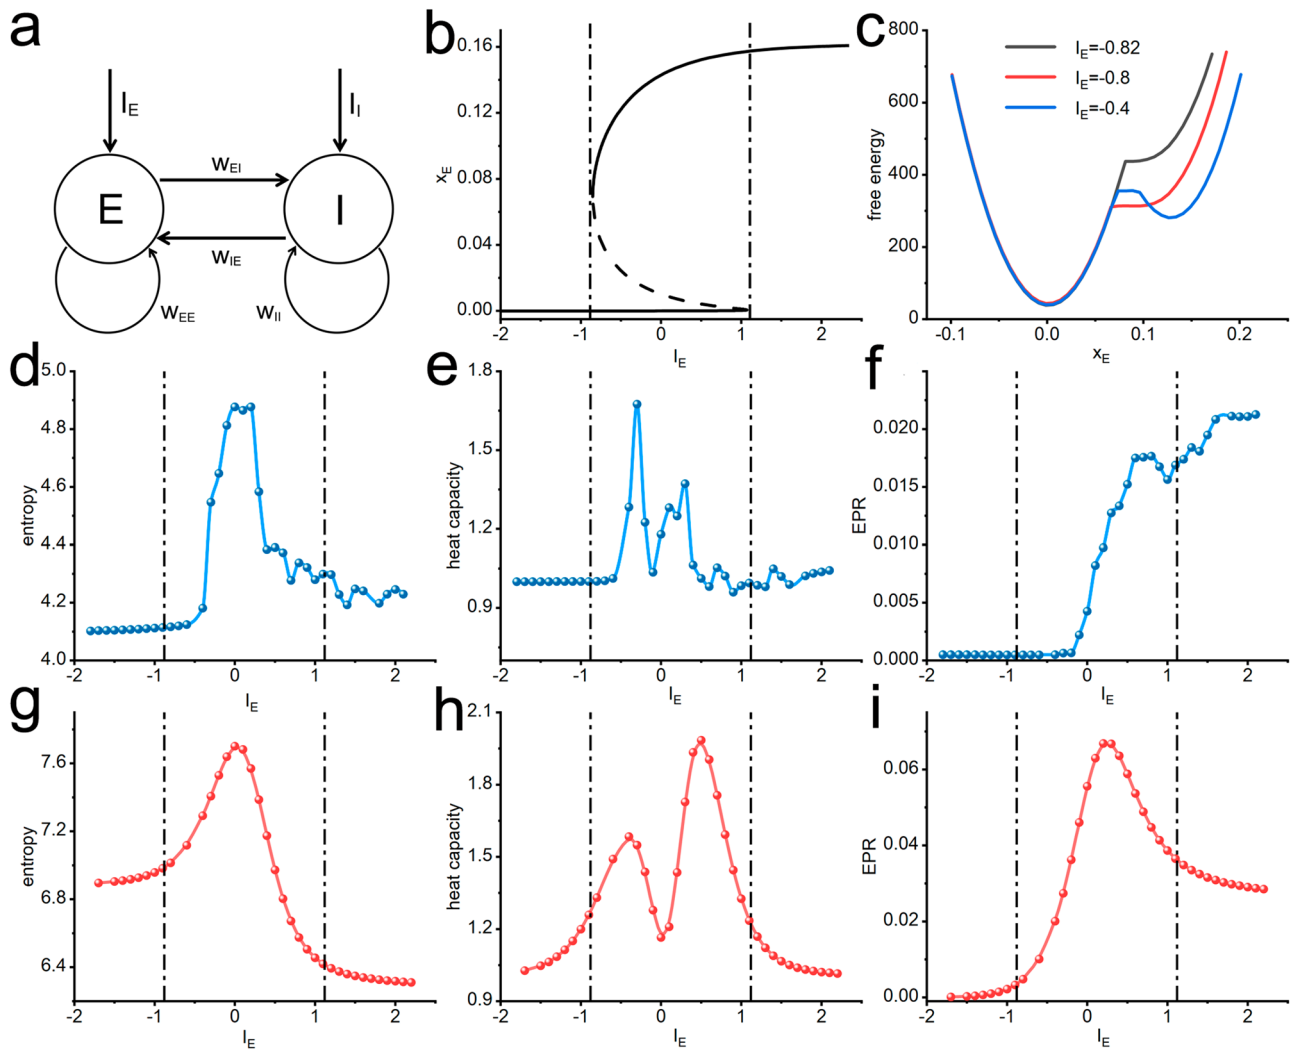 a
I_E
I_I
w_EI
E
I
w_IE
w_EE
w_II
b
0.16
0.12
0.08
0.04
0.00
x_E
-2 -1 0 1 2
I_E
c
800
600
400
200
0
free energy
I_E=-0.82
I_E=-0.8
I_E=-0.4
-0.1 0.0 0.1 0.2
x_E
d
5.0
4.8
4.6
4.4
4.2
4.0
entropy
-2 -1 0 1 2
I_E
e
1.8
1.5
1.2
0.9
heat capacity
-2 -1 0 1 2
I_E
f
0.020
0.015
0.010
0.005
0.000
EPR
-2 -1 0 1 2
I_E
g
7.6
7.2
6.8
6.4
entropy
-2 -1 0 1 2
I_E
h
2.1
1.8
1.5
1.2
0.9
heat capacity
-2 -1 0 1 2
I_E
i
0.06
0.04
0.02
0.00
EPR
-2 -1 0 1 2
I_E